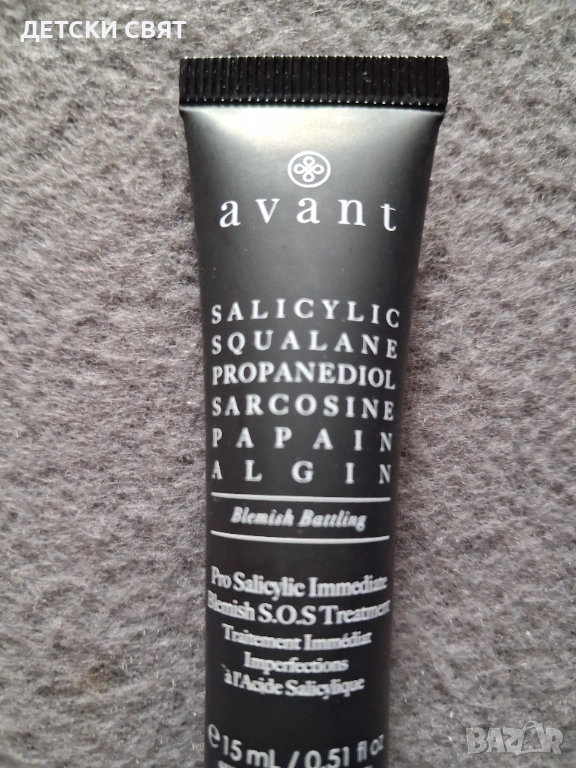 ДЕТСКИ СВЯТ
avant
SALICYLIC
SQUALANE
PROPANEDIOL
SARCOSINE
PAPAIN
ALGIN
Blemish Battling
Pro Salicylic Immediate
Blemish S.O.S Treatment
Traitement Immédiat
Imperfections
à l'Acide Salicylique
e 15 mL / 0.51 fl oz
BAZAR